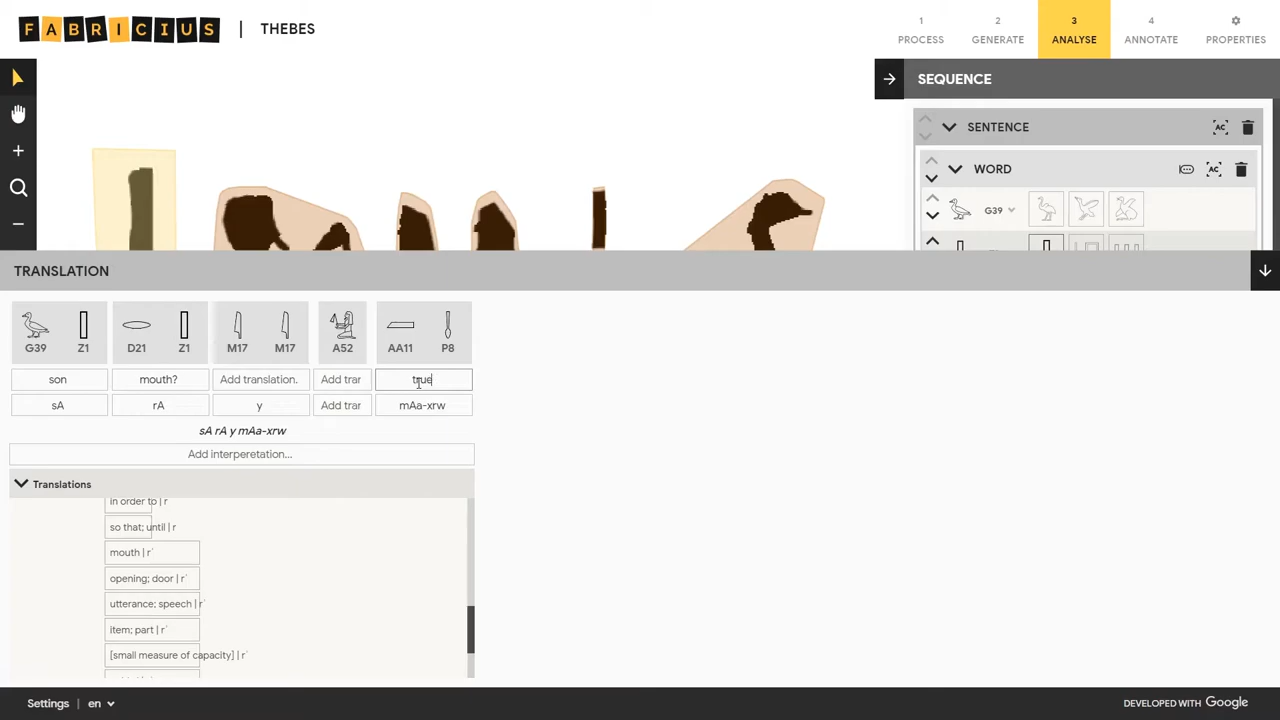 FABRICIUS | THEBES
1 PROCESS
2 GENERATE
3 ANALYSE
4 ANNOTATE
PROPERTIES
SEQUENCE
SENTENCE
AC
WORD
AC
G39
TRANSLATION
G39 Z1 D21 Z1 M17 M17 A52 AA11 P8
son mouth? Add translation. Add trar true
sA rA y Add trar mAa-xrw
sA rA y mAa-xrw
Add interperetation...
Translations
In order to | r
so that; until | r
mouth | r´
opening; door | r´
utterance; speech | r´
item; part | r´
[small measure of capacity] | r´
Settings | en
DEVELOPED WITH Google